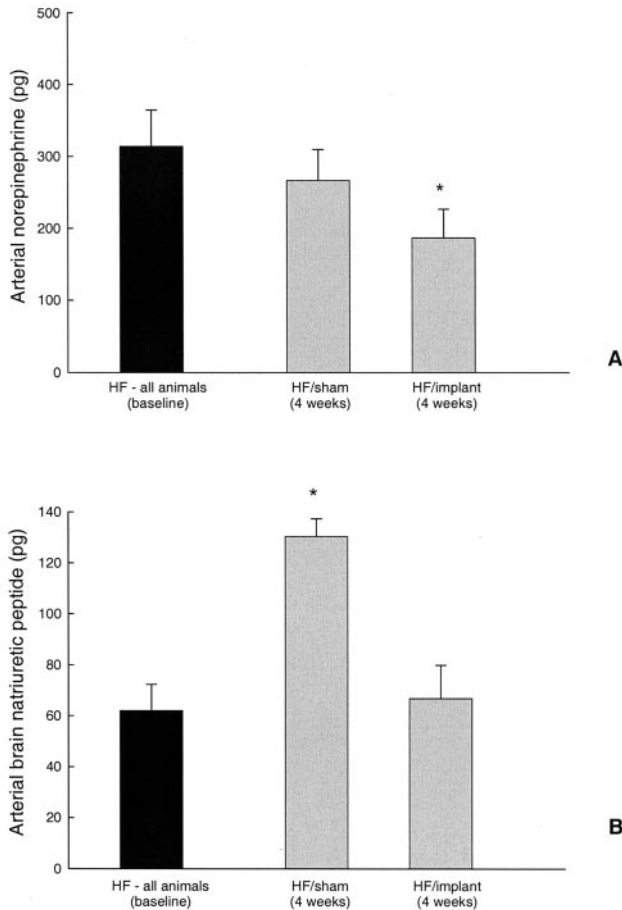 500
400
300
200
100
0
Arterial norepinephrine (pg)
*
HF - all animals
(baseline)
HF/sham
(4 weeks)
HF/implant
(4 weeks)
A
140
120
100
80
60
40
20
0
Arterial brain natriuretic peptide (pg)
*
HF - all animals
(baseline)
HF/sham
(4 weeks)
HF/implant
(4 weeks)
B